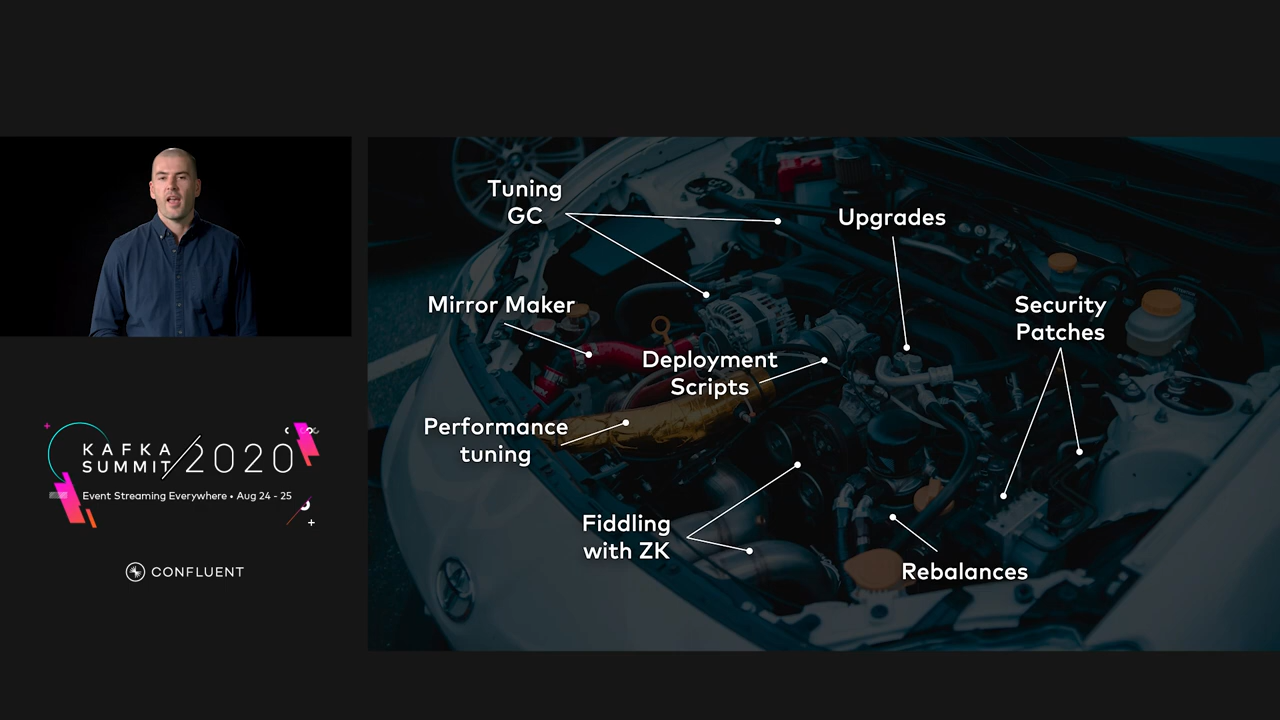 Tuning
GC
Upgrades
Mirror Maker
Security
Patches
Deployment
Scripts
Performance
tuning
Fiddling
with ZK
Rebalances
KAFKA
SUMMIT
2020
Event Streaming Everywhere • Aug 24 - 25
CONFLUENT